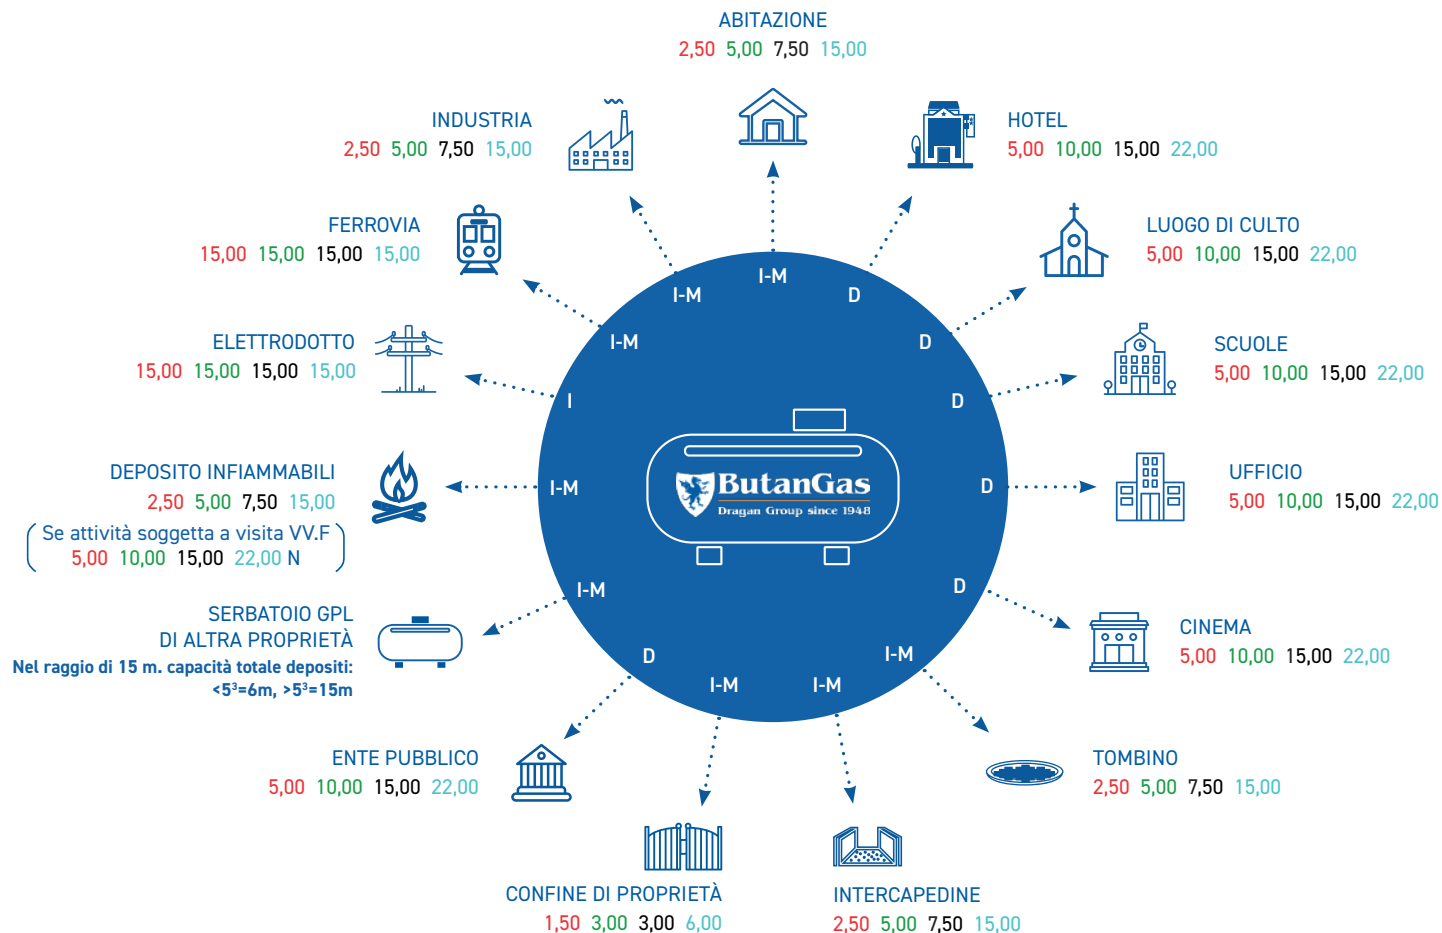 ABITAZIONE
2,50 5,00 7,50 15,00
INDUSTRIA
2,50 5,00 7,50 15,00
HOTEL
5,00 10,00 15,00 22,00
FERROVIA
15,00 15,00 15,00 15,00
LUOGO DI CULTO
5,00 10,00 15,00 22,00
ELETTRODOTTO
15,00 15,00 15,00 15,00
SCUOLE
5,00 10,00 15,00 22,00
DEPOSITO INFIAMMABILI
2,50 5,00 7,50 15,00
Se attività soggetta a visita VV.F
5,00 10,00 15,00 22,00 N
UFFICIO
5,00 10,00 15,00 22,00
SERBATOIO GPL
DI ALTRA PROPRIETÀ
Nel raggio di 15 m. capacità totale depositi:
<5³=6m, >5³=15m
CINEMA
5,00 10,00 15,00 22,00
ENTE PUBBLICO
5,00 10,00 15,00 22,00
TOMBINO
2,50 5,00 7,50 15,00
CONFINE DI PROPRIETÀ
1,50 3,00 3,00 6,00
INTERCAPEDINE
2,50 5,00 7,50 15,00
I-M
I-M
D
I-M
D
I
D
I-M
D
I-M
D
D
I-M
I-M
I-M
ButanGas
Dragan Group since 1948